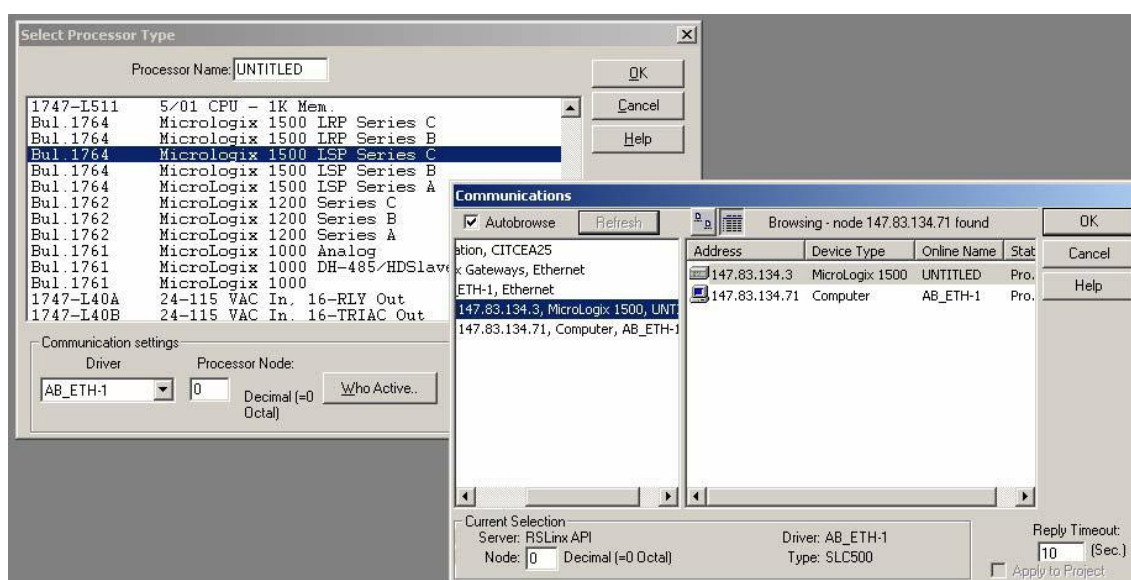 Select Processor Type
Processor Name: UNTITLED
OK
Cancel
Help
1747-L511 5/01 CPU - 1K Mem.
Bul.1764 Micrologix 1500 LRP Series C
Bul.1764 Micrologix 1500 LRP Series B
Bul.1764 Micrologix 1500 LSP Series C
Bul.1764 Micrologix 1500 LSP Series B
Bul.1764 MicroLogix 1500 LSP Series A
Bul.1762 MicroLogix 1200 Series C
Bul.1762 MicroLogix 1200 Series B
Bul.1762 MicroLogix 1200 Series A
Bul.1761 MicroLogix 1000 Analog
Bul.1761 MicroLogix 1000 DH-485/HDSlave
Bul.1761 MicroLogix 1000
1747-L40A 24-115 VAC In, 16-RLY Out
1747-L40B 24-115 VAC In, 16-TRIAC Out
Communication settings
Driver
Processor Node:
AB_ETH-1
0
Decimal (=0 Octal)
Who Active..
Communications
Autobrowse
Refresh
Browsing - node 147.83.134.71 found
OK
Cancel
Help
ation, CITCEA25
x Gateways, Ethernet
_ETH-1, Ethernet
147.83.134.3, MicroLogix 1500, UNT
147.83.134.71, Computer, AB_ETH-1
Address Device Type Online Name Stat
147.83.134.3 MicroLogix 1500 UNTITLED Pro.
147.83.134.71 Computer AB_ETH-1 Pro.
Current Selection
Server: RSLinx API
Driver: AB_ETH-1
Node: 0 Decimal (=0 Octal)
Type: SLC500
Reply Timeout:
10 (Sec.)
Apply to Project